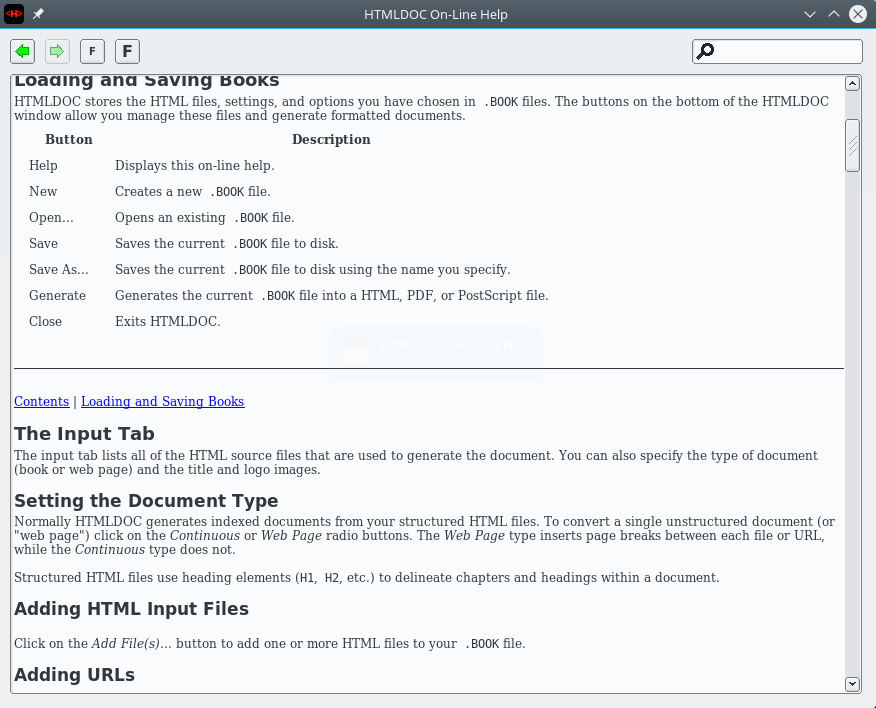 HTMLDOC On-Line Help
F F
Loading and Saving Books
HTMLDOC stores the HTML files, settings, and options you have chosen in .BOOK files. The buttons on the bottom of the HTMLDOC
window allow you manage these files and generate formatted documents.
Button Description
Help Displays this on-line help.
New Creates a new .BOOK file.
Open... Opens an existing .BOOK file.
Save Saves the current .BOOK file to disk.
Save As... Saves the current .BOOK file to disk using the name you specify.
Generate Generates the current .BOOK file into a HTML, PDF, or PostScript file.
Close Exits HTMLDOC.
HTMLDOC On-Line Help
Contents | Loading and Saving Books
The Input Tab
The input tab lists all of the HTML source files that are used to generate the document. You can also specify the type of document
(book or web page) and the title and logo images.
Setting the Document Type
Normally HTMLDOC generates indexed documents from your structured HTML files. To convert a single unstructured document (or
"web page") click on the Continuous or Web Page radio buttons. The Web Page type inserts page breaks between each file or URL,
while the Continuous type does not.
Structured HTML files use heading elements (H1, H2, etc.) to delineate chapters and headings within a document.
Adding HTML Input Files
Click on the Add File(s)... button to add one or more HTML files to your .BOOK file.
Adding URLs